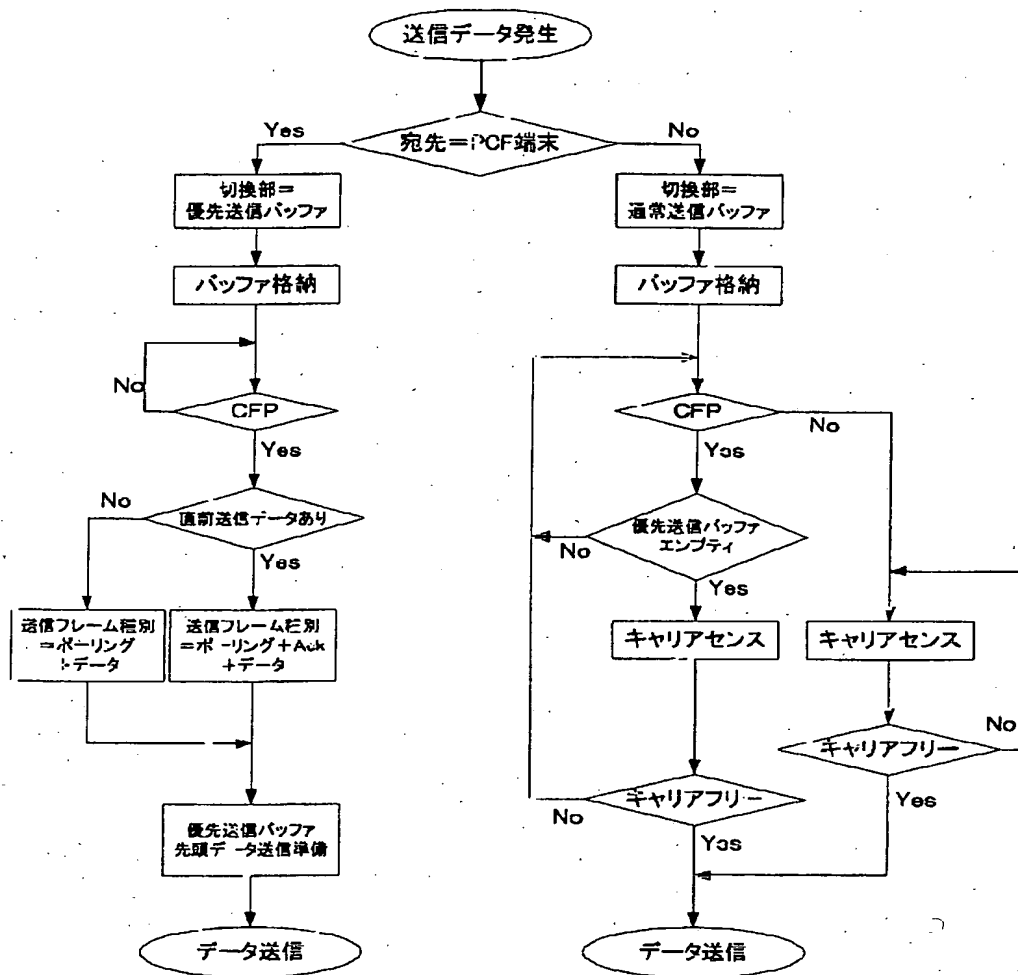 送信データ発生
Yes
宛先=PCF端末
No
切換部=
優先送信バッファ
切換部=
通常送信バッファ
バッファ格納
バッファ格納
No
CFP
Yes
CFP
No
Yes
No
直前送信データあり
Yes
優先送信バッファ
エンプティ
No
Yes
送信フレーム種別
=ポーリング
+データ
送信フレーム種別
=ポーリング+Ack
+データ
キャリアセンス
キャリアセンス
キャリアフリー
No
Yes
キャリアフリー
No
Yes
優先送信バッファ
先頭データ送信準備
データ送信
データ送信